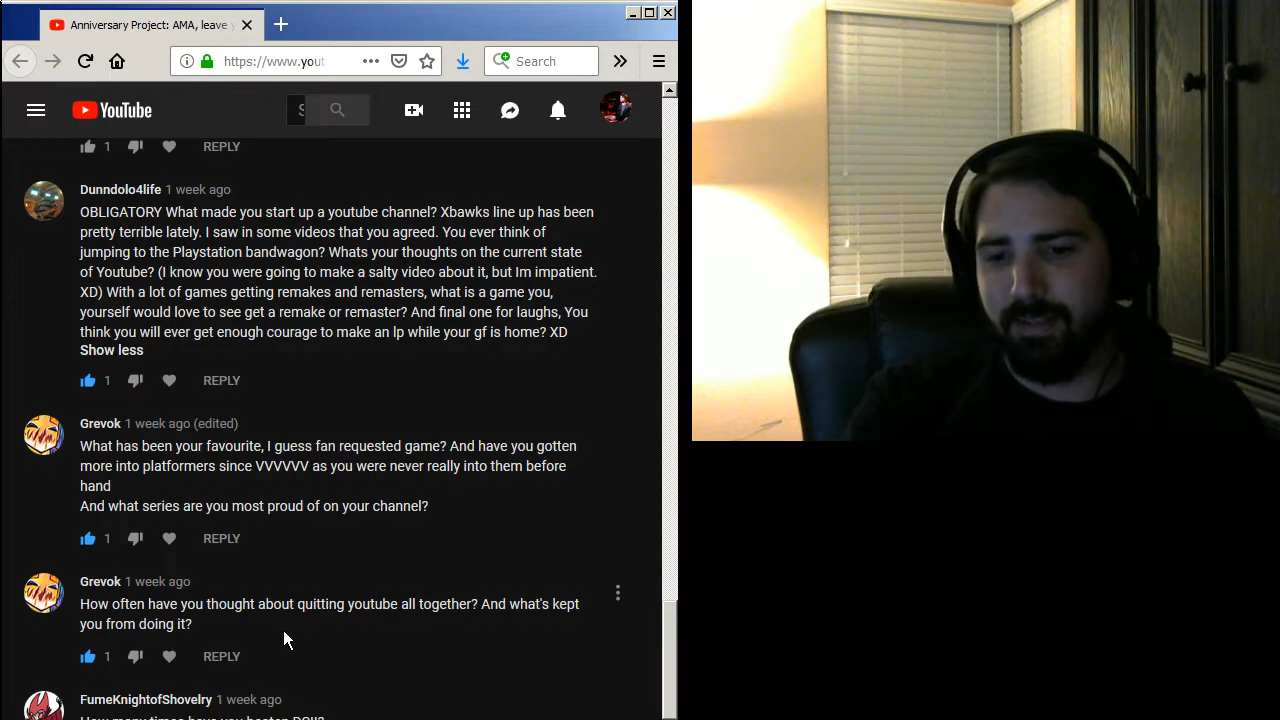 Anniversary Project: AMA, leave y
https://www.yout
Search
YouTube
S
1 REPLY
Dunndolo4life 1 week ago
OBLIGATORY What made you start up a youtube channel? Xbawks line up has been
pretty terrible lately. I saw in some videos that you agreed. You ever think of
jumping to the Playstation bandwagon? Whats your thoughts on the current state
of Youtube? (I know you were going to make a salty video about it, but Im impatient.
XD) With a lot of games getting remakes and remasters, what is a game you,
yourself would love to see get a remake or remaster? And final one for laughs, You
think you will ever get enough courage to make an lp while your gf is home? XD
Show less
1 REPLY
Grevok 1 week ago (edited)
What has been your favourite, I guess fan requested game? And have you gotten
more into platformers since VVVVVV as you were never really into them before
hand
And what series are you most proud of on your channel?
1 REPLY
Grevok 1 week ago
How often have you thought about quitting youtube all together? And what's kept
you from doing it?
1 REPLY
FumeKnightofShovelry 1 week ago
How many times have you beaten DSII?